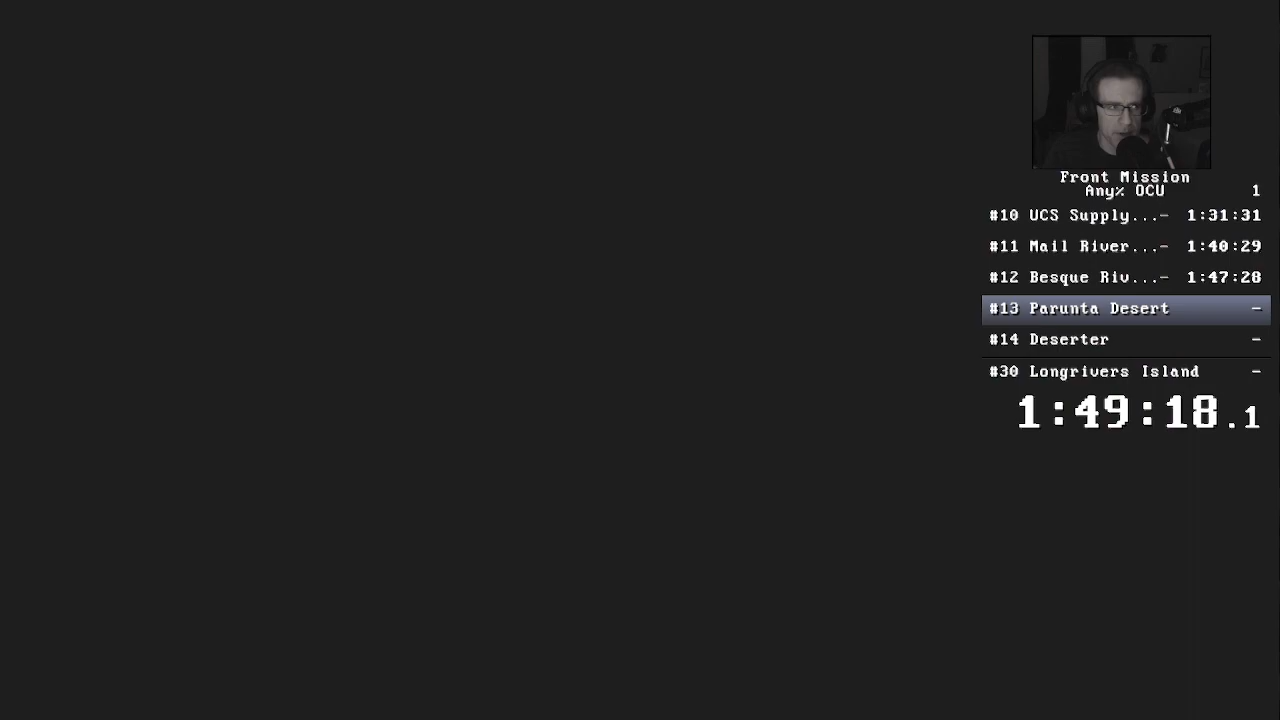 Front Mission
Any% OCU 1
#10 UCS Supply...- 1:31:31
#11 Mail River...- 1:40:29
#12 Besque Riv...- 1:47:28
#13 Parunta Desert -
#14 Deserter -
#30 Longrivers Island -
1:49:18.1